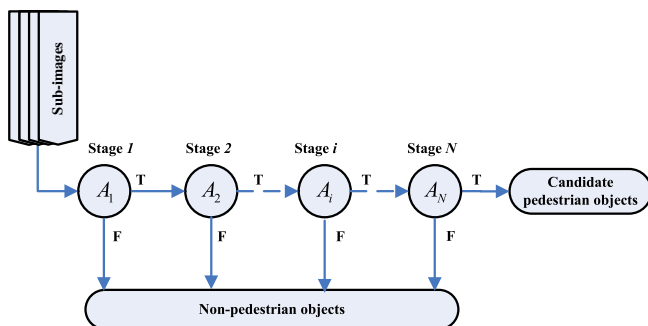 Sub-images
Stage 1 Stage 2 Stage i Stage N
A1 T A2 T Ai T AN T
Candidate
pedestrian objects
F F F F
Non-pedestrian objects